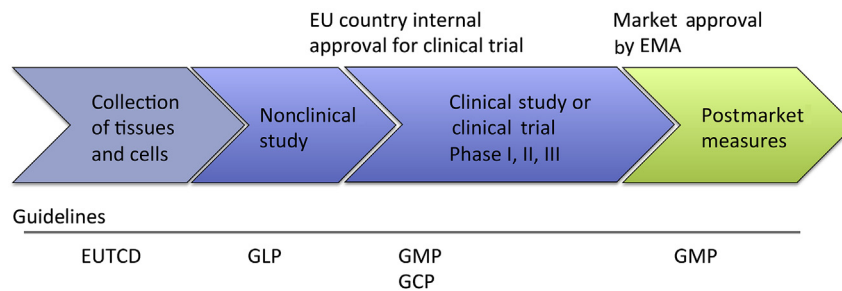 EU country internal
approval for clinical trial
Market approval
by EMA
Collection
of tissues
and cells
Nonclinical
study
Clinical study or
clinical trial
Phase I, II, III
Postmarket
measures
Guidelines
EUTCD
GLP
GMP
GCP
GMP